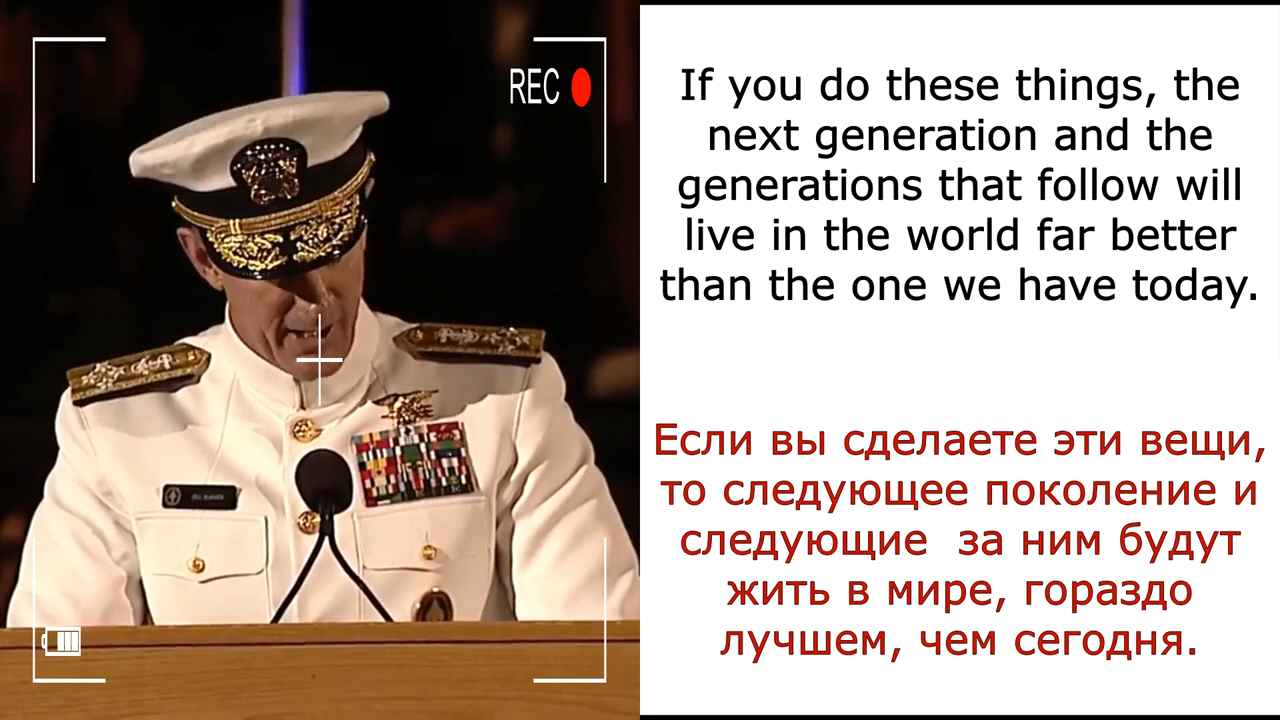 REC
If you do these things, the
next generation and the
generations that follow will
live in the world far better
than the one we have today.
Если вы сделаете эти вещи,
то следующее поколение и
следующие за ним будут
жить в мире, гораздо
лучшем, чем сегодня.